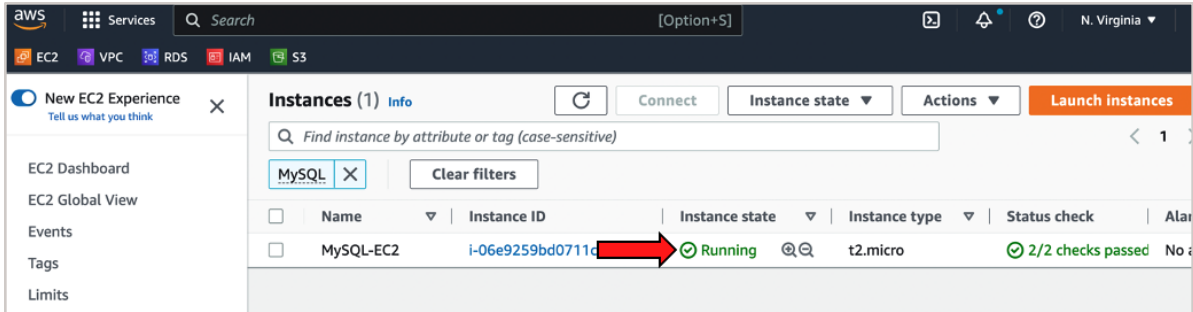 aws Services Search [Option+S] N. Virginia ▼
EC2 VPC RDS IAM S3
New EC2 Experience
Tell us what you think
EC2 Dashboard
EC2 Global View
Events
Tags
Limits
Instances (1) Info Connect Instance state ▼ Actions ▼ Launch instances
Find instance by attribute or tag (case-sensitive)
1
MySQL Clear filters
Name Instance ID Instance state Instance type Status check
MySQL-EC2 i-06e9259bd0711 Running t2.micro 2/2 checks passed No